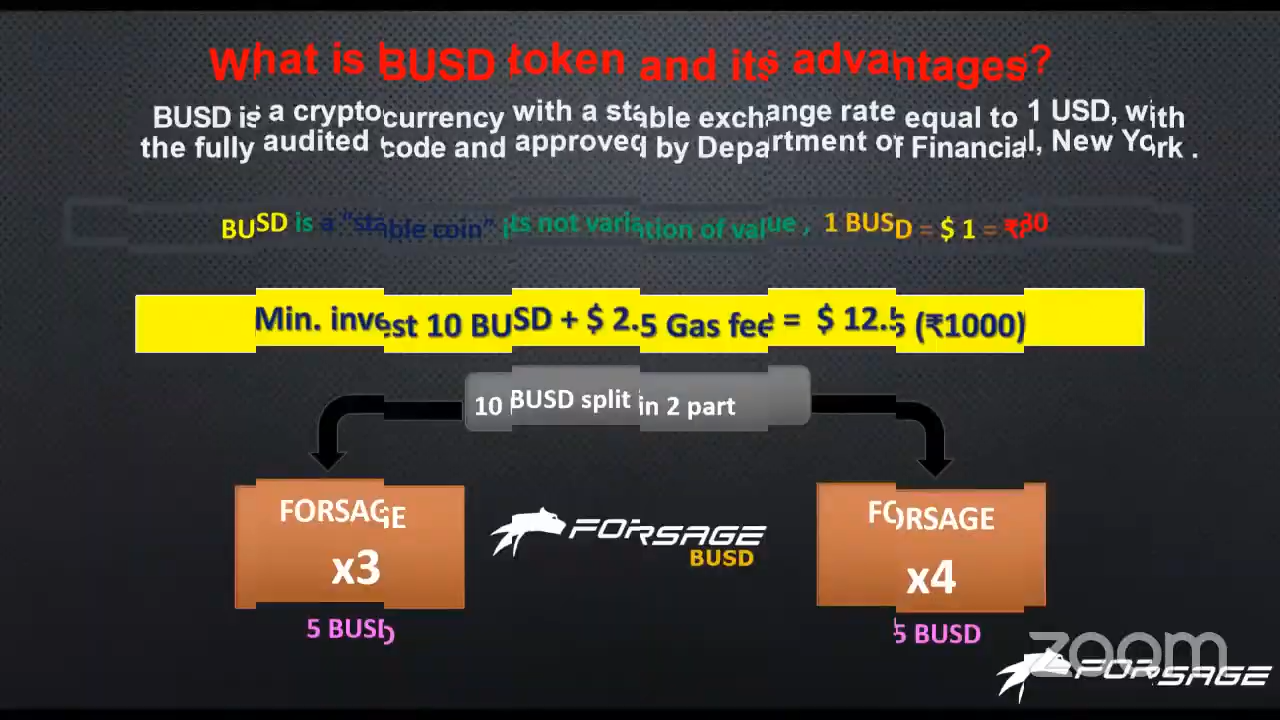 What is BUSD token and its advantages?
BUSD is a cryptocurrency with a stable exchange rate equal to 1 USD, with
the fully audited code and approved by Department of Financial, New York .
BUSD is a “stable coin” its not variation of value , 1 BUSD = $ 1 = ₹80
Min. invest 10 BUSD + $ 2.5 Gas fee = $ 12.5 (₹1000)
10 BUSD split in 2 part
FORSAGE
x3
5 BUSD
FORSAGE
BUSD
FORSAGE
x4
5 BUSD
zoom
FORSAGE